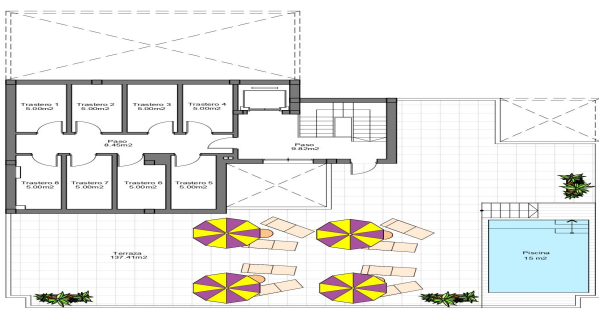 Trastero 1
5.00m2
Trastero 2
5.00m2
Trastero 3
5.00m2
Trastero 4
5.00m2
Paso
8.45m2
Paso
9.82m2
Trastero 8
5.00m2
Trastero 7
5.00m2
Trastero 6
5.00m2
Trastero 5
5.00m2
Terraza
137.41m2
Piscina
15 m2